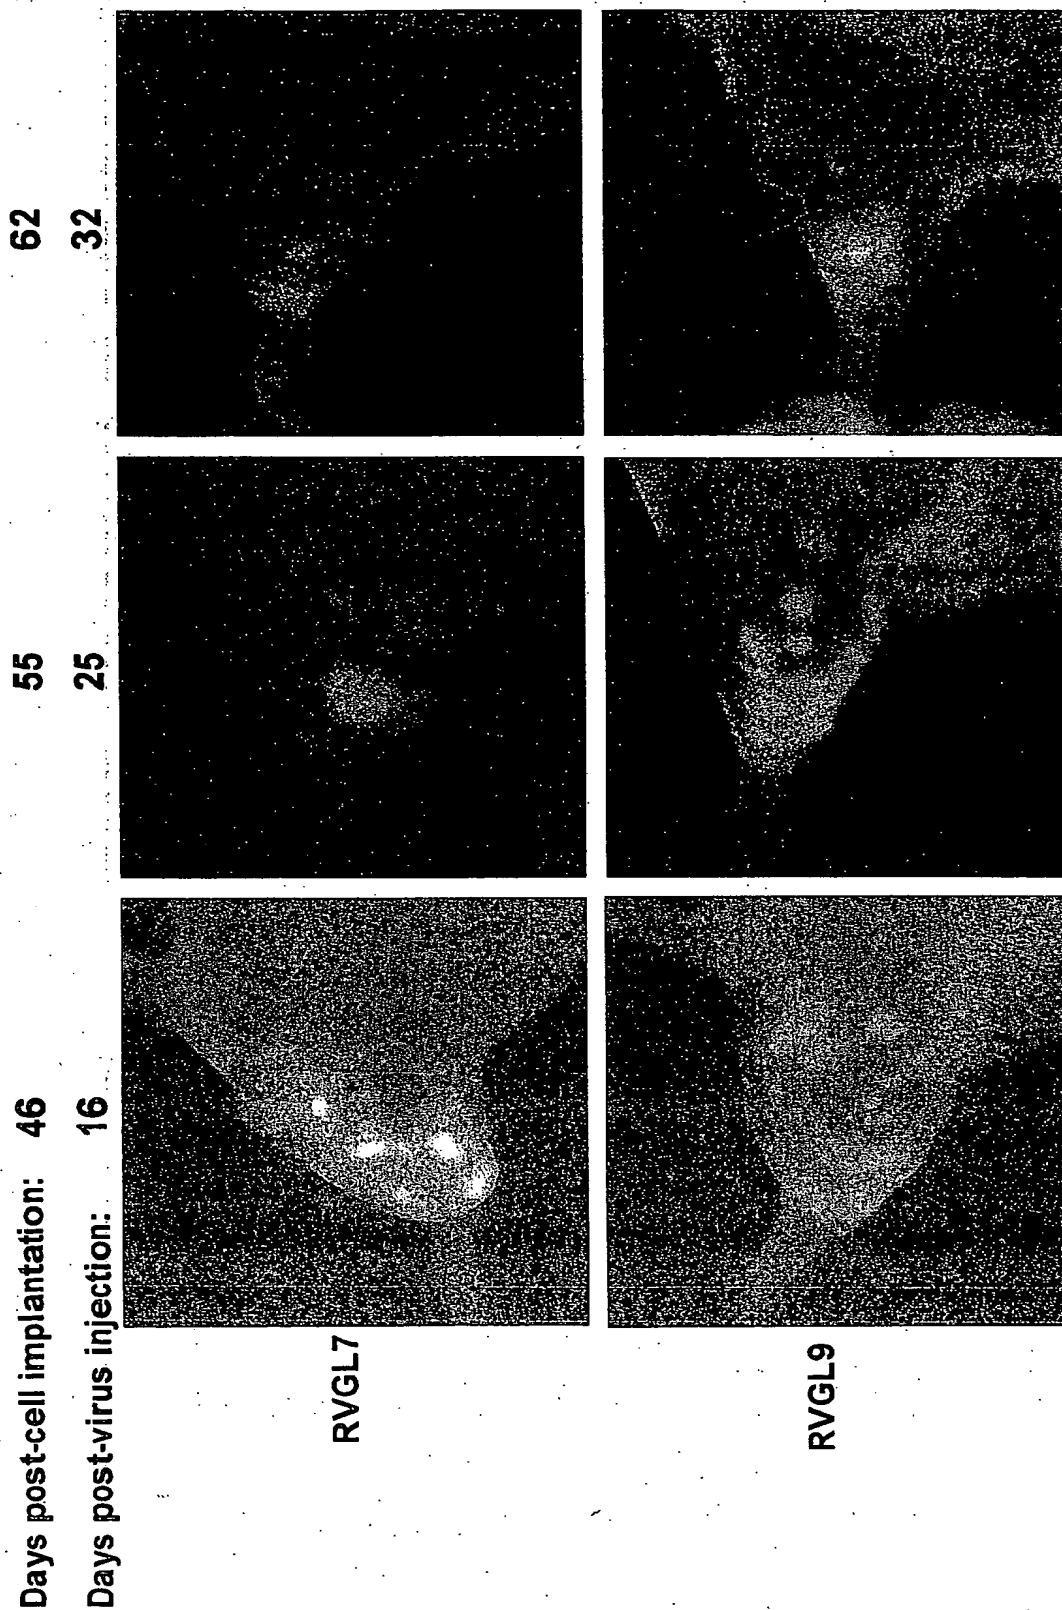 Days post-cell implantation: 46 55 62
Days post-virus injection: 16 25 32
RVGL7
RVGL9